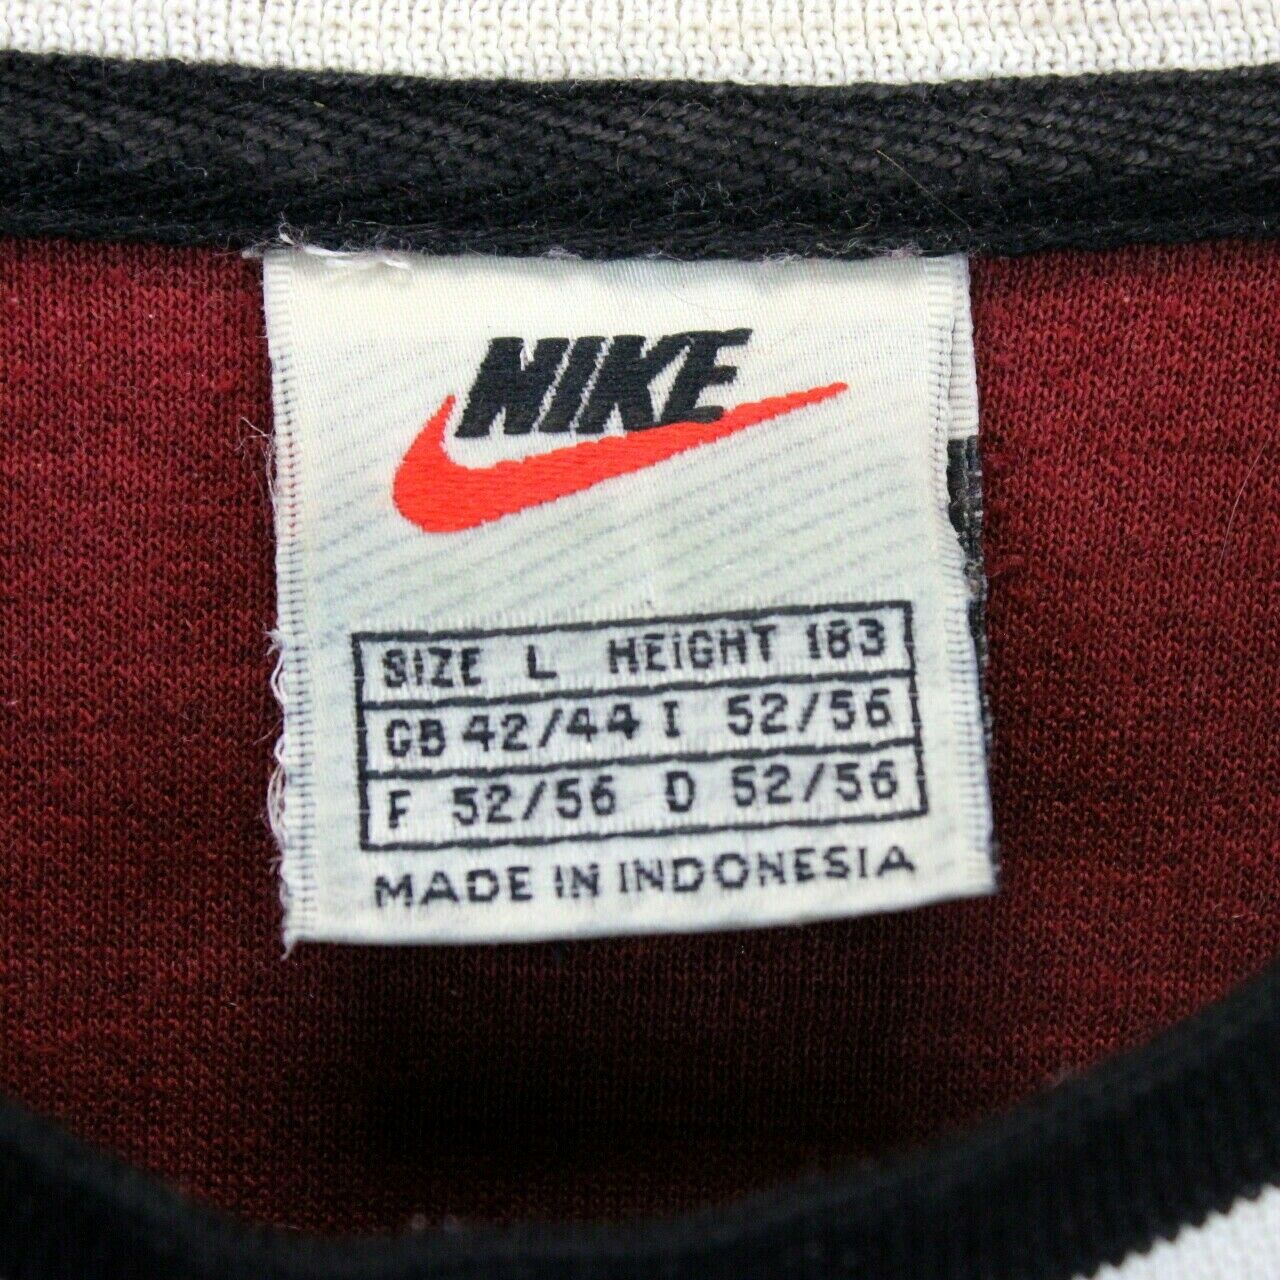 NIKE
SIZE L HEIGHT 183
GB 42/44 I 52/56
F 52/56 D 52/56
MADE IN INDONESIA